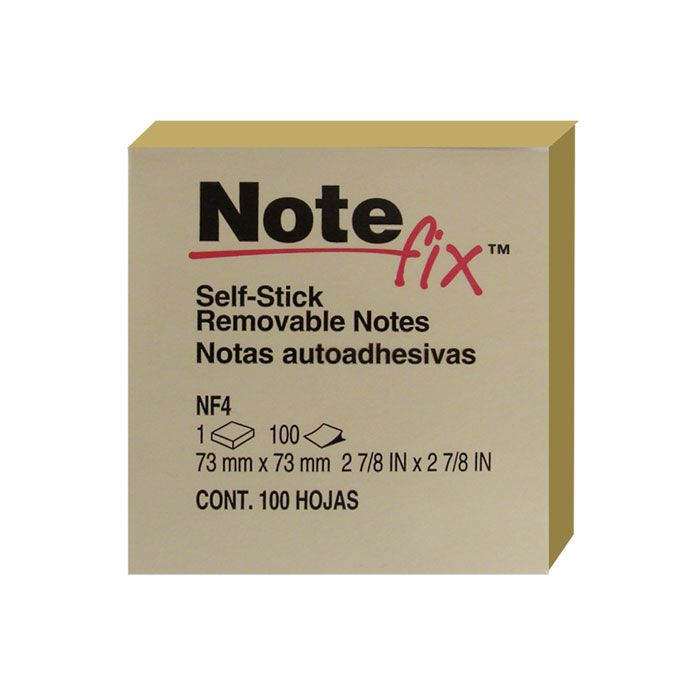 Note
fix™
Self-Stick
Removable Notes
Notas autoadhesivas
NF4
1 100
73 mm x 73 mm 2 7/8 IN x 2 7/8 IN
CONT. 100 HOJAS